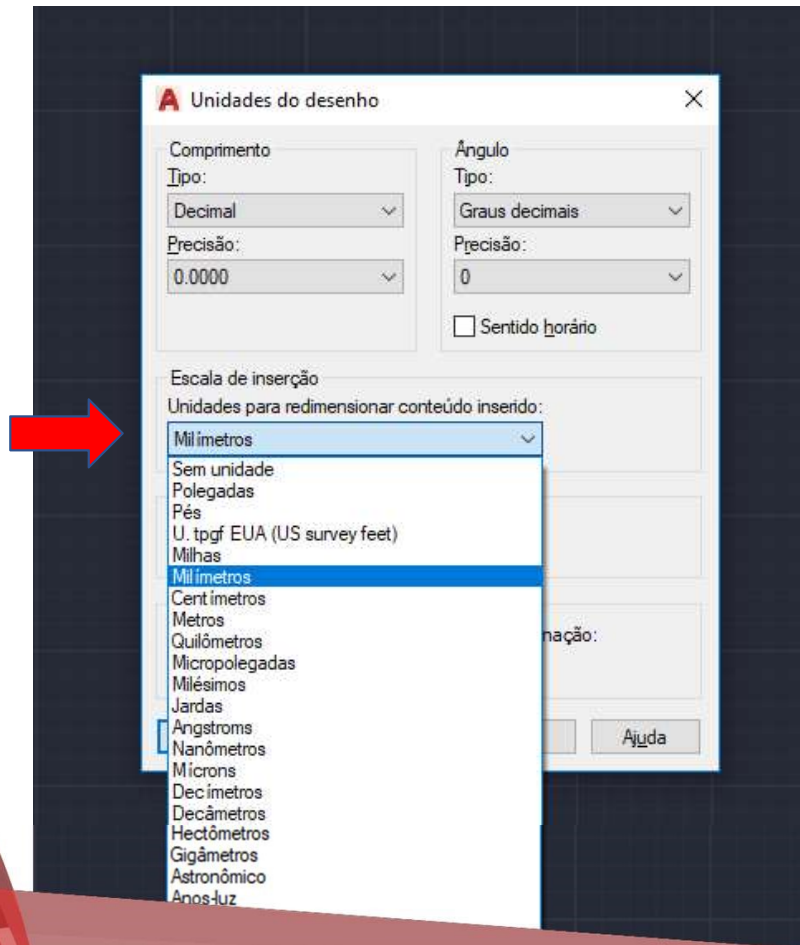 Unidades do desenho
Comprimento
Tipo:
Decimal
Precisão:
0.0000
Ângulo
Tipo:
Graus decimais
Precisão:
0
Sentido horário
Escala de inserção
Unidades para redimensionar conteúdo inserido:
Milímetros
Sem unidade
Polegadas
Pés
U. tpgf EUA (US survey feet)
Milhas
Milímetros
Centímetros
Metros
Quilômetros
Micropolegadas
Milésimos
Jardas
Angstroms
Nanômetros
Mícrons
Decímetros
Decâmetros
Hectômetros
Gigâmetros
Astronômico
Anos-luz
nação:
Ajuda